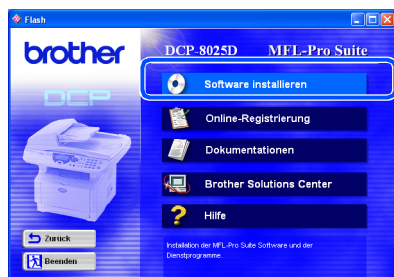 Flash
brother
DCP-8025D MFL-Pro Suite
DCP
Software installieren
Online-Registrierung
Dokumentationen
Brother Solutions Center
Hilfe
Zurück
Beenden
Installation der MFL-Pro Suite Software und der
Dienstprogramme.